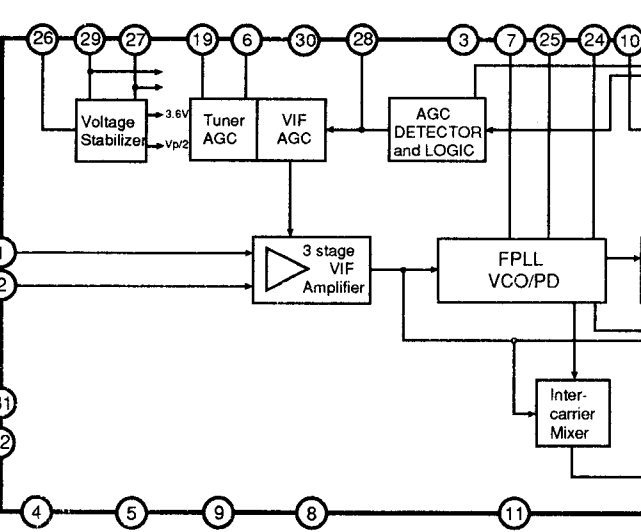 26 29 27 19 6 30 28 3 7 25 24 10
3.6V
Voltage
Stabilizer
Vp/2
Tuner
AGC
VIF
AGC
AGC
DETECTOR
and LOGIC
1
2
3 stage
VIF
Amplifier
FPLL
VCO/PD
Inter-
carrier
Mixer
4 5 9 8 11